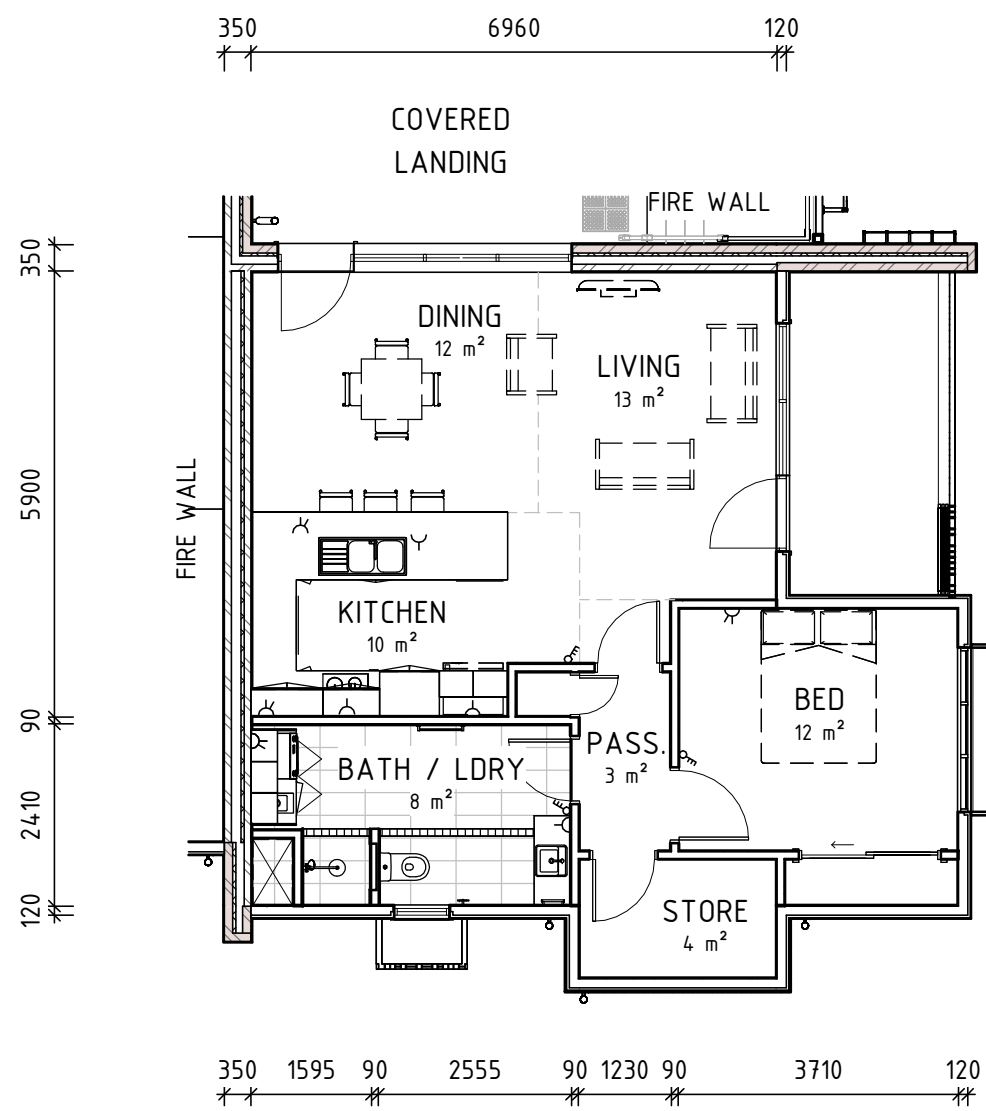 350 6960 120
COVERED
LANDING
FIRE WALL
350
DINING
12 m²
LIVING
13 m²
5900
FIRE WALL
KITCHEN
10 m²
BED
12 m²
90
PASS.
3 m²
BATH / LDRY
8 m²
2410
120
STORE
4 m²
350 1595 90 2555 90 1230 90 3710 120